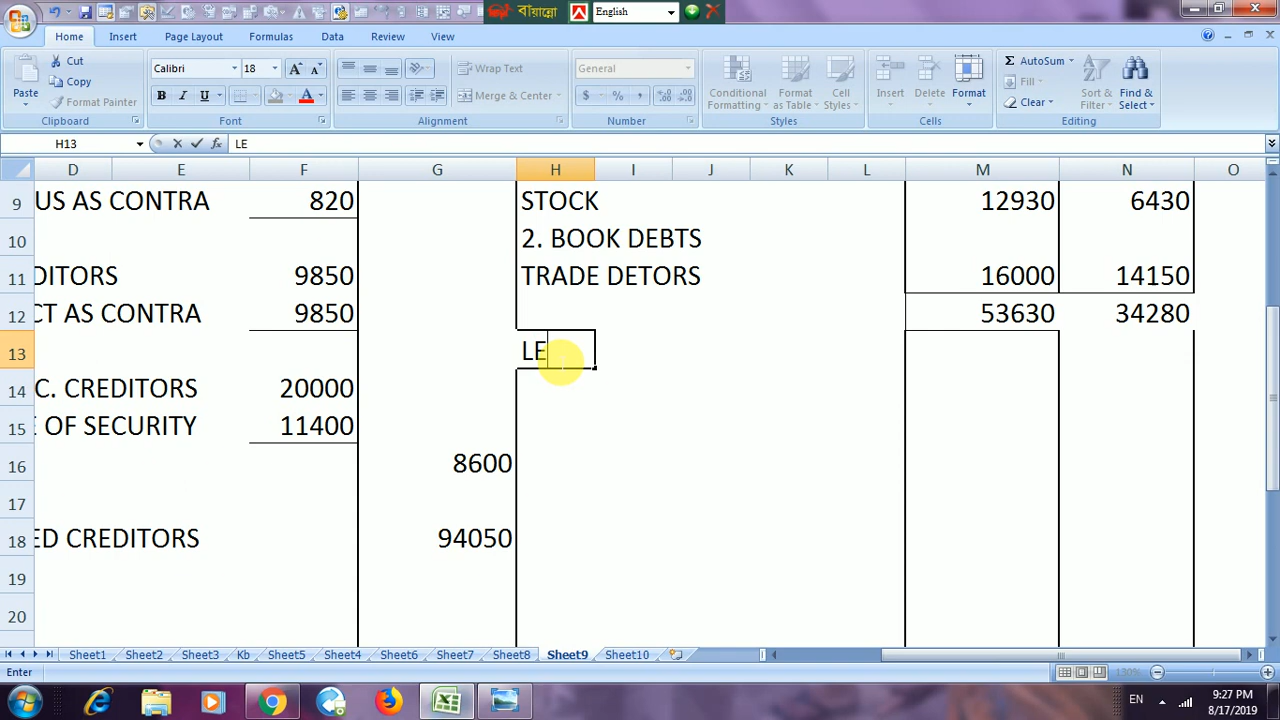 বায়ান্নো English
Home Insert Page Layout Formulas Data Review View
Paste Cut Copy Format Painter Clipboard
Calibri 18 A A B I U A Font
Wrap Text Merge & Center Alignment
General $ % , Number
Conditional Formatting Format as Table Cell Styles Styles
Insert Delete Format Cells
Σ AutoSum Fill Clear Sort & Filter Find & Select Editing
H13 fx LE
D E F G H I J K L M N O
9 US AS CONTRA 820 STOCK 12930 6430
10 2. BOOK DEBTS
11 DITORS 9850 TRADE DETORS 16000 14150
12 CT AS CONTRA 9850 53630 34280
13 LE
14 C. CREDITORS 20000
15 E OF SECURITY 11400
16 8600
17
18 ED CREDITORS 94050
19
20
Sheet1 Sheet2 Sheet3 Kb Sheet5 Sheet4 Sheet6 Sheet7 Sheet8 Sheet9 Sheet10
Enter 130%
EN 9:27 PM
8/17/2019